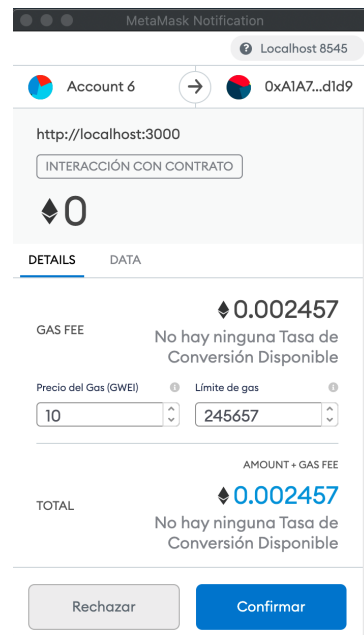 MetaMask Notification
? Localhost 8545
Account 6
0xA1A7...d1d9
http://localhost:3000
INTERACCIÓN CON CONTRATO
0
DETAILS DATA
0.002457
GAS FEE
No hay ninguna Tasa de
Conversión Disponible
Precio del Gas (GWEI) Límite de gas
10 245657
AMOUNT + GAS FEE
0.002457
TOTAL
No hay ninguna Tasa de
Conversión Disponible
Rechazar Confirmar